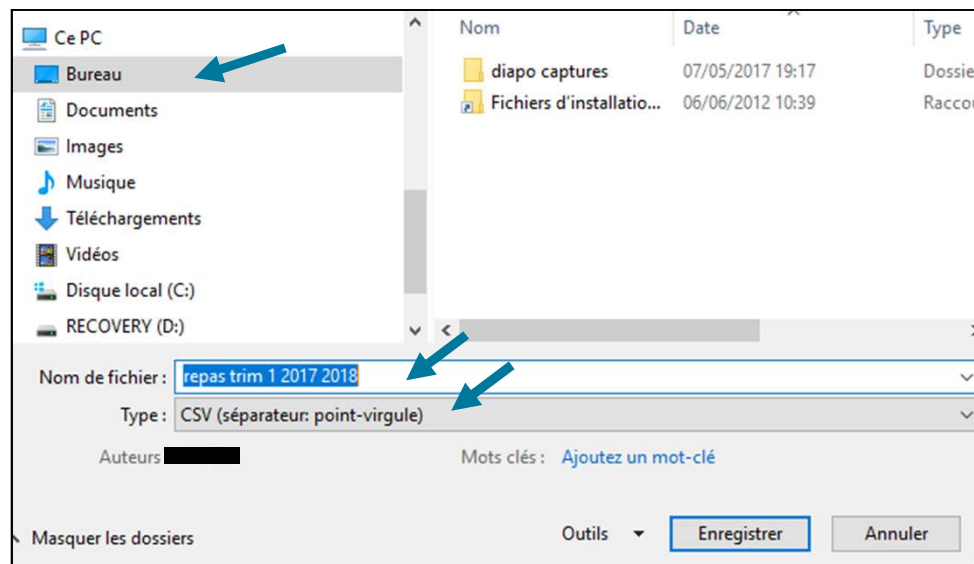 Ce PC
Bureau
Documents
Images
Musique
Téléchargements
Vidéos
Disque local (C:)
RECOVERY (D:)
Nom Date Type
diapo captures 07/05/2017 19:17 Dossie
Fichiers d'installatio... 06/06/2012 10:39 Raccou
Nom de fichier : repas trim 1 2017 2018
Type : CSV (séparateur: point-virgule)
Auteurs Mots clés : Ajoutez un mot-clé
Masquer les dossiers Outils Enregistrer Annuler